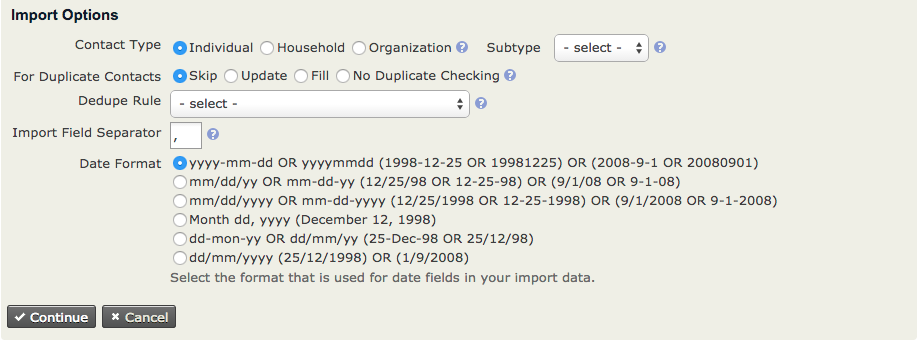 Import Options
Contact Type Individual Household Organization ? Subtype - select - ?
For Duplicate Contacts Skip Update Fill No Duplicate Checking ?
Dedupe Rule - select - ?
Import Field Separator , ?
Date Format yyyy-mm-dd OR yyyymmdd (1998-12-25 OR 19981225) OR (2008-9-1 OR 20080901)
mm/dd/yy OR mm-dd-yy (12/25/98 OR 12-25-98) OR (9/1/08 OR 9-1-08)
mm/dd/yyyy OR mm-dd-yyyy (12/25/1998 OR 12-25-1998) OR (9/1/2008 OR 9-1-2008)
Month dd, yyyy (December 12, 1998)
dd-mon-yy OR dd/mm/yy (25-Dec-98 OR 25/12/98)
dd/mm/yyyy (25/12/1998) OR (1/9/2008)
Select the format that is used for date fields in your import data.
Continue Cancel